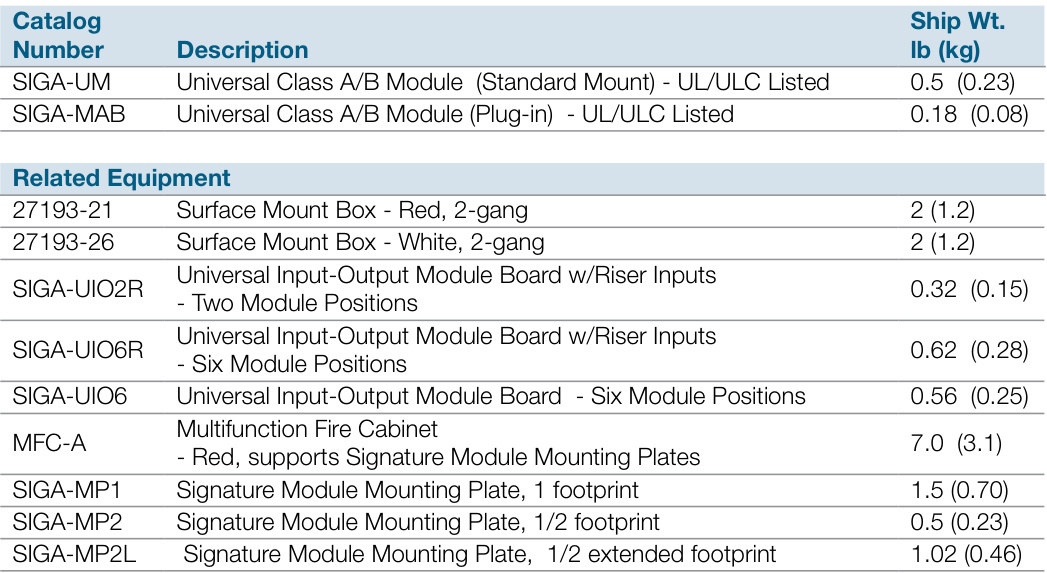 Catalog Number Description Ship Wt. lb (kg)
SIGA-UM Universal Class A/B Module (Standard Mount) - UL/ULC Listed 0.5 (0.23)
SIGA-MAB Universal Class A/B Module (Plug-in) - UL/ULC Listed 0.18 (0.08)
Related Equipment
27193-21 Surface Mount Box - Red, 2-gang 2 (1.2)
27193-26 Surface Mount Box - White, 2-gang 2 (1.2)
SIGA-UIO2R Universal Input-Output Module Board w/Riser Inputs
- Two Module Positions 0.32 (0.15)
SIGA-UIO6R Universal Input-Output Module Board w/Riser Inputs
- Six Module Positions 0.62 (0.28)
SIGA-UIO6 Universal Input-Output Module Board - Six Module Positions 0.56 (0.25)
MFC-A Multifunction Fire Cabinet
- Red, supports Signature Module Mounting Plates 7.0 (3.1)
SIGA-MP1 Signature Module Mounting Plate, 1 footprint 1.5 (0.70)
SIGA-MP2 Signature Module Mounting Plate, 1/2 footprint 0.5 (0.23)
SIGA-MP2L Signature Module Mounting Plate, 1/2 extended footprint 1.02 (0.46)